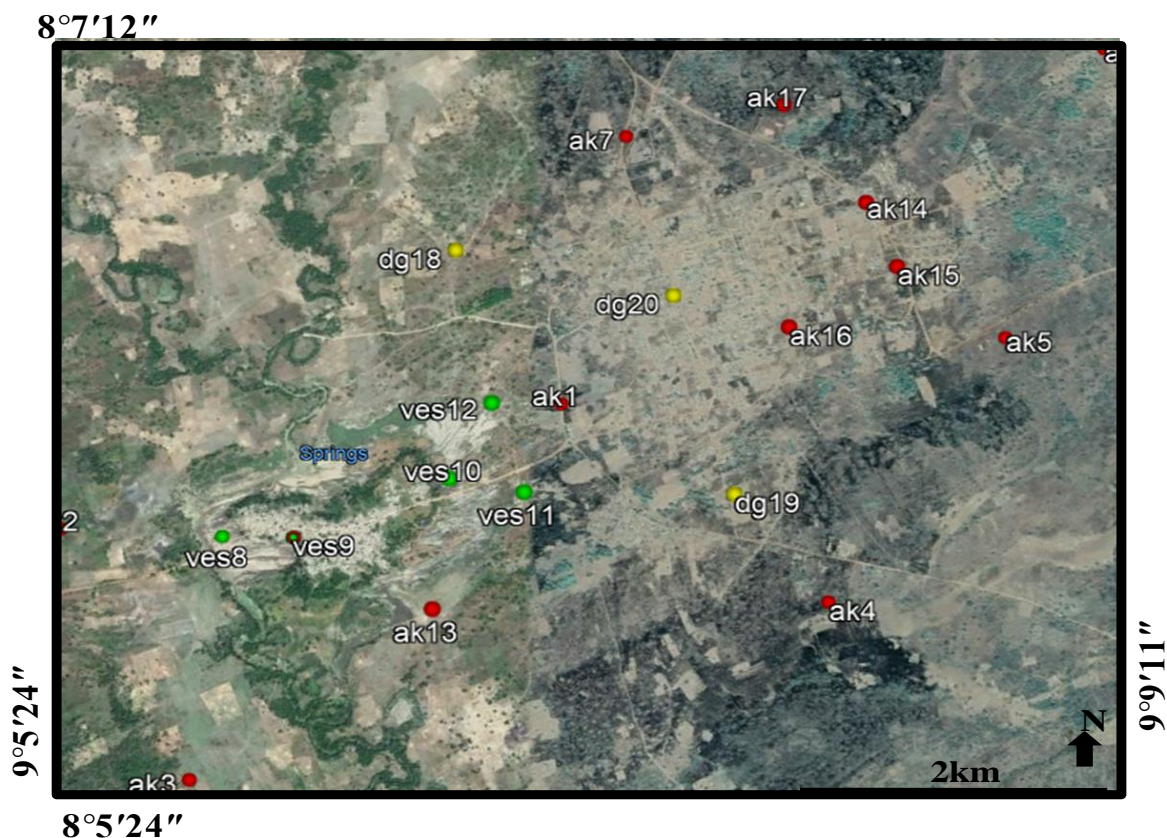 8°7′12″
a
ak17
ak7
ak14
dg18
ak15
dg20
ak16
ak5
ves12
ak1
Springs
ves10
dg19
ves11
2
ves8
ves9
ak4
ak13
9°5′24″
9°9′11″
N
2km
ak3
8°5′24″